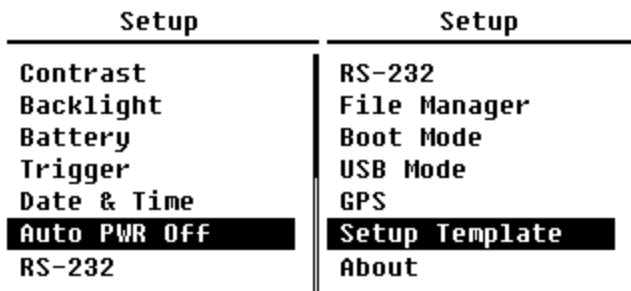 Setup
Contrast
Backlight
Battery
Trigger
Date & Time
Auto PWR Off
RS-232
Setup
RS-232
File Manager
Boot Mode
USB Mode
GPS
Setup Template
About